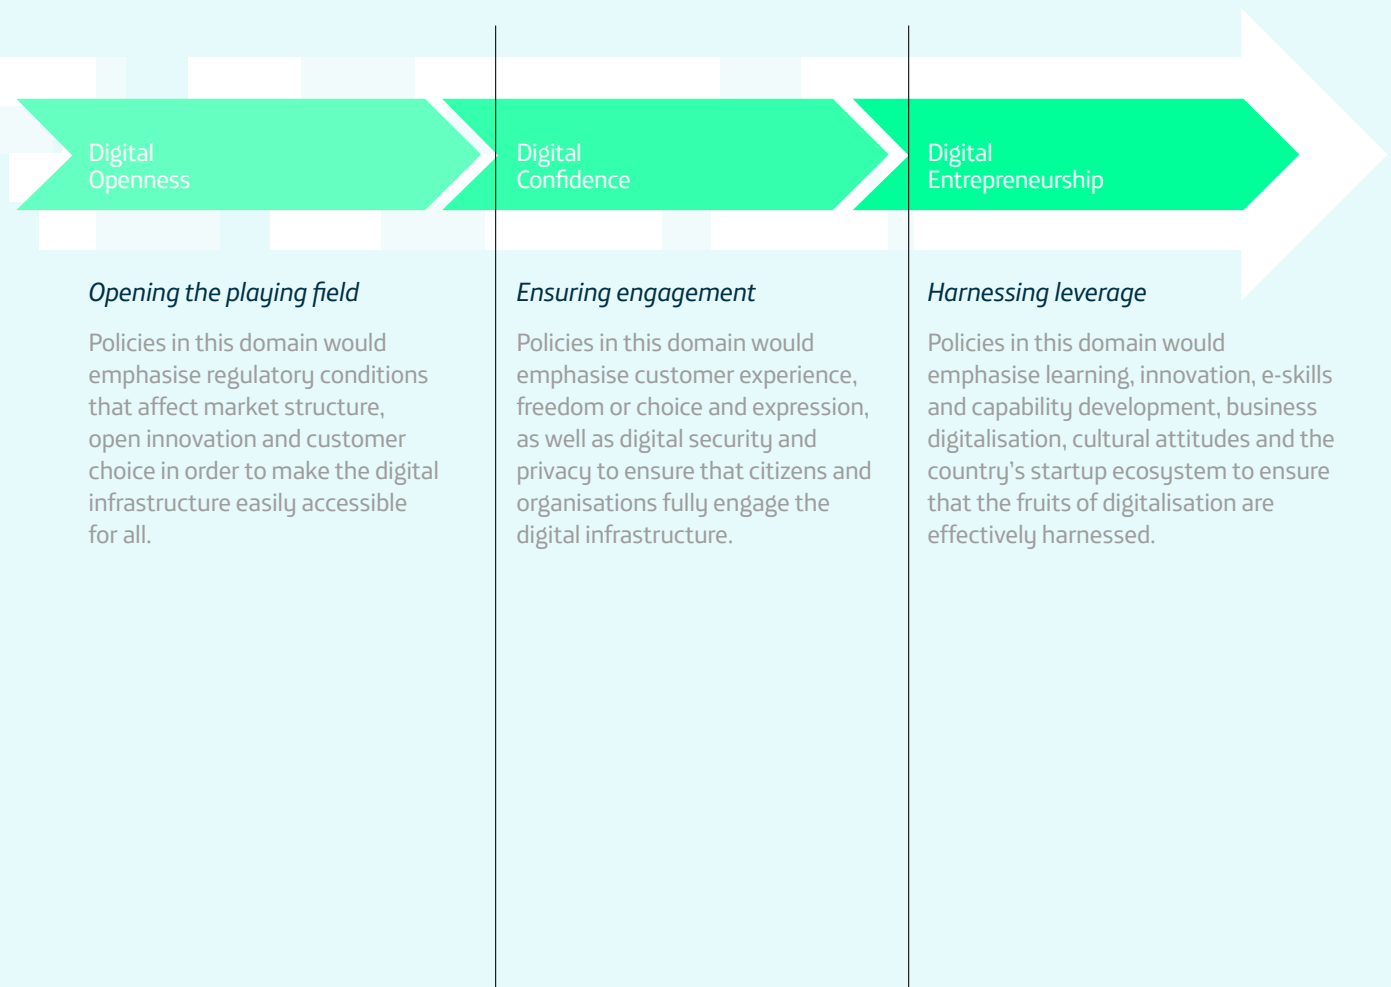 Digital
Openness
Digital
Confidence
Digital
Entrepreneurship
Opening the playing field
Policies in this domain would
emphasise regulatory conditions
that affect market structure,
open innovation and customer
choice in order to make the digital
infrastructure easily accessible
for all.
Ensuring engagement
Policies in this domain would
emphasise customer experience,
freedom or choice and expression,
as well as digital security and
privacy to ensure that citizens and
organisations fully engage the
digital infrastructure.
Harnessing leverage
Policies in this domain would
emphasise learning, innovation, e-skills
and capability development, business
digitalisation, cultural attitudes and the
country's startup ecosystem to ensure
that the fruits of digitalisation are
effectively harnessed.